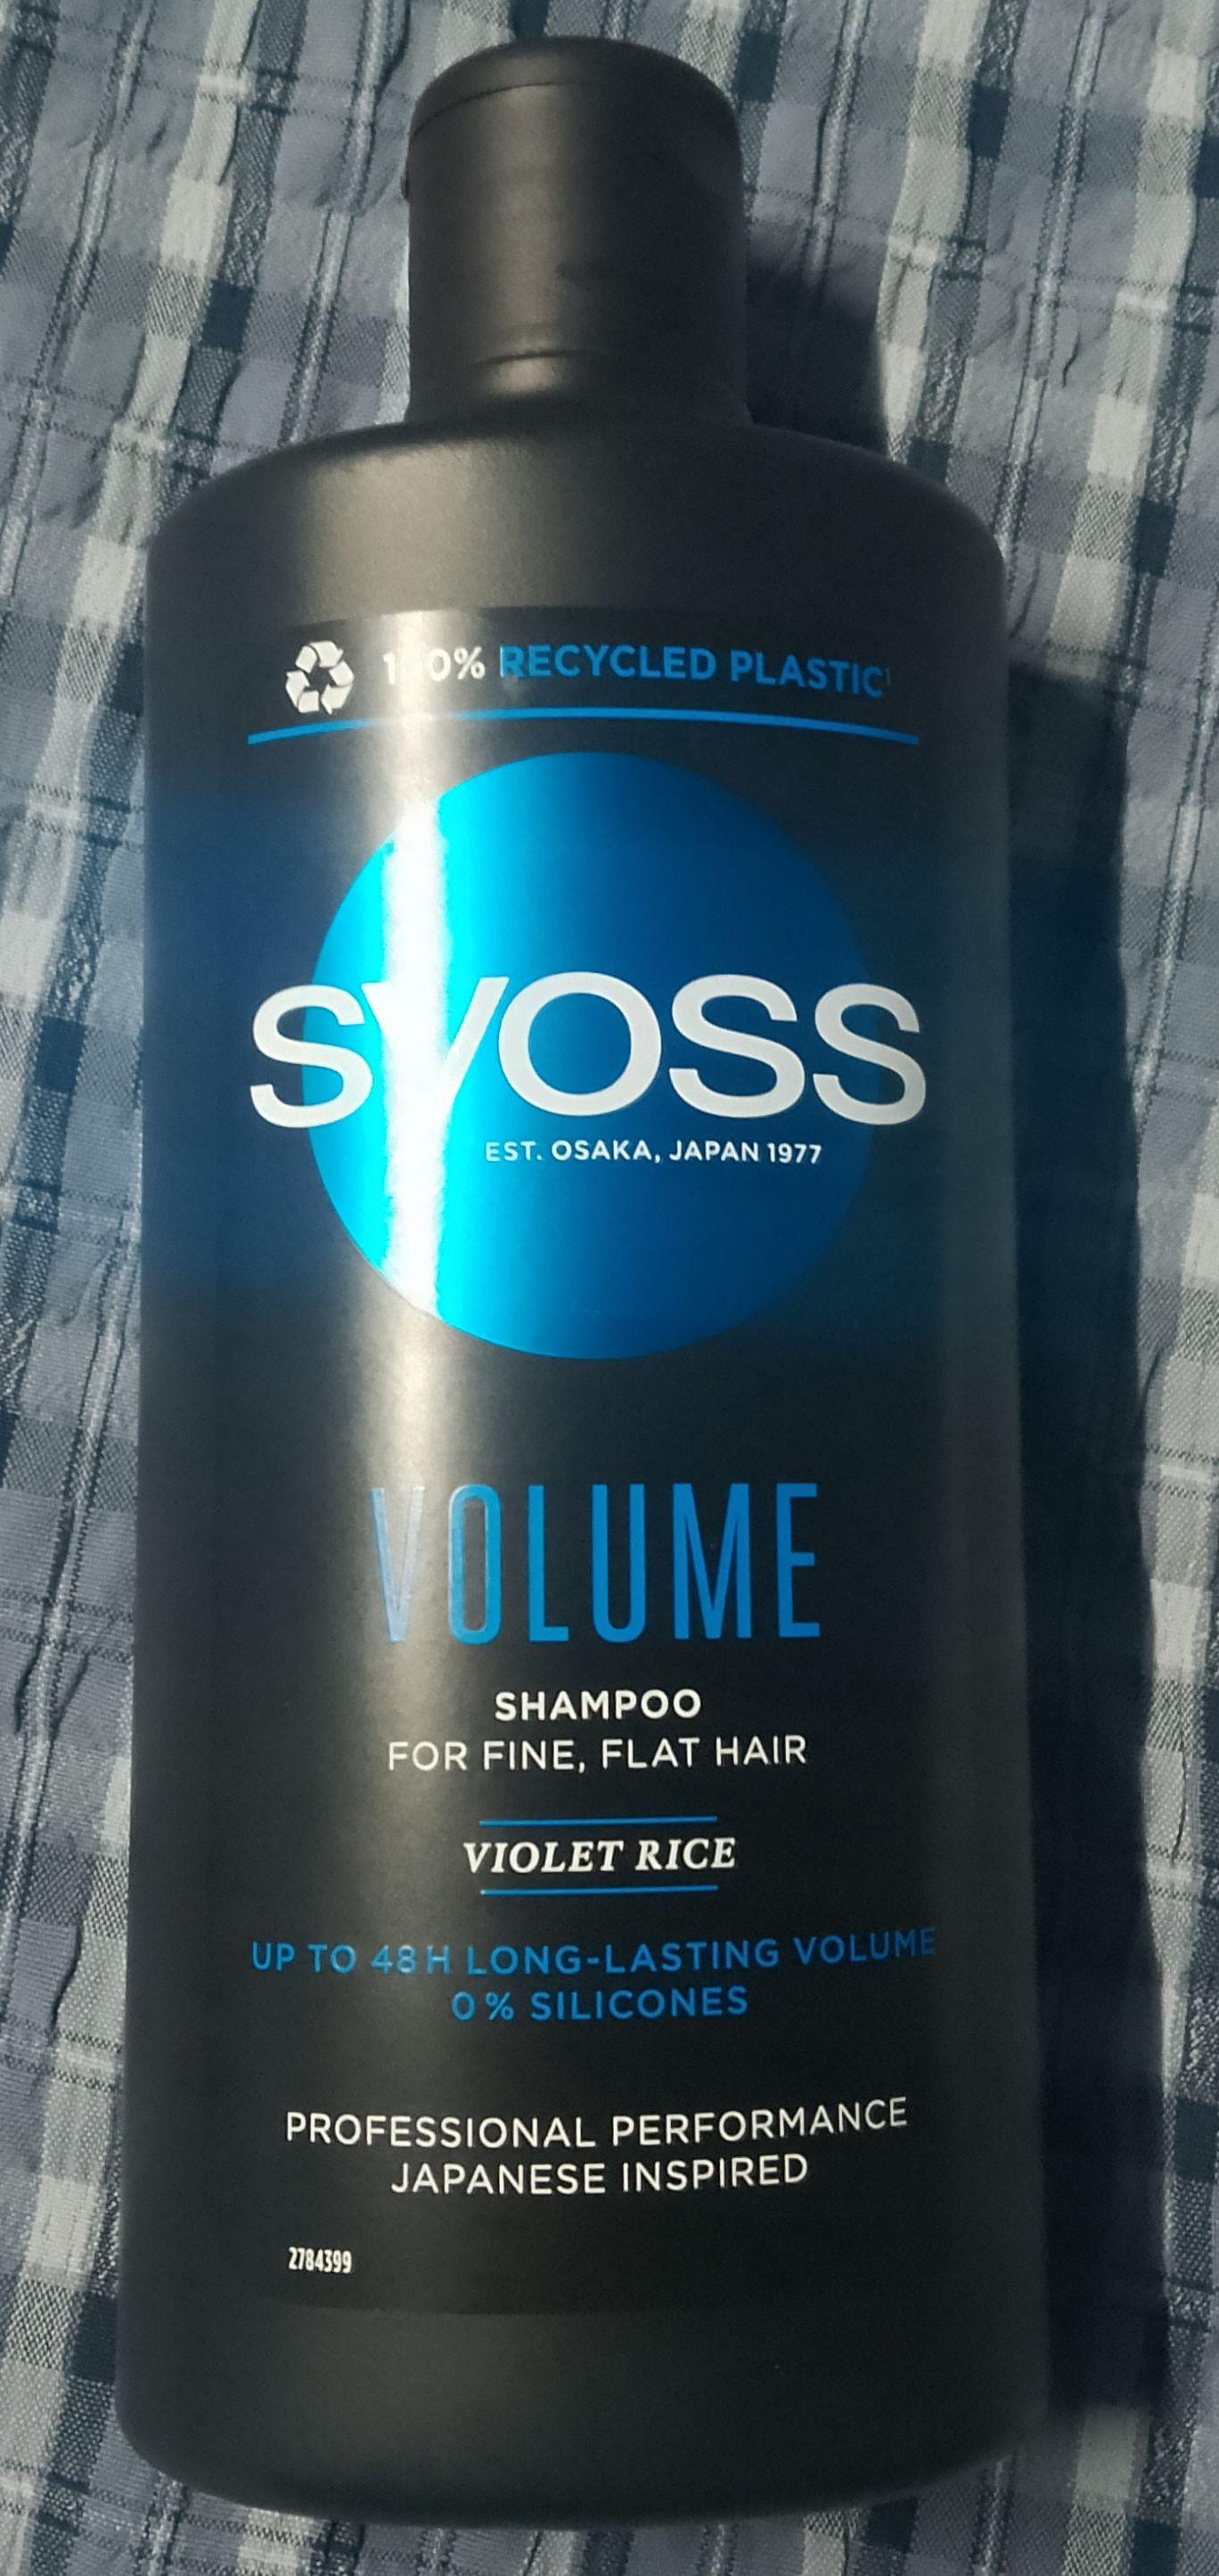 100% RECYCLED PLASTIC¹
SYOSS
EST. OSAKA, JAPAN 1977
VOLUME
SHAMPOO
FOR FINE, FLAT HAIR
VIOLET RICE
UP TO 48 H LONG-LASTING VOLUME
0% SILICONES
PROFESSIONAL PERFORMANCE
JAPANESE INSPIRED
2784399